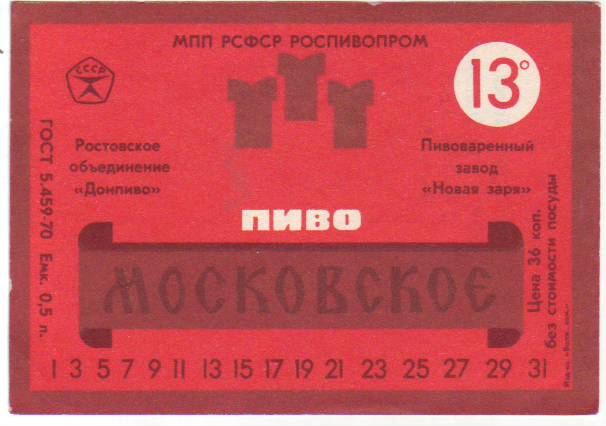 МПП РСФСР РОСПИВОПРОМ
СССР
13°
Ростовское
объединение
«Донпиво»
Пивоваренный
завод
«Новая заря»
ГОСТ 5.459-70 Емк. 0,5 л.
ПИВО
МОСКОВСКОЕ
Цена 36 коп.
без стоимости посуды
1 3 5 7 9 11 13 15 17 19 21 23 25 27 29 31